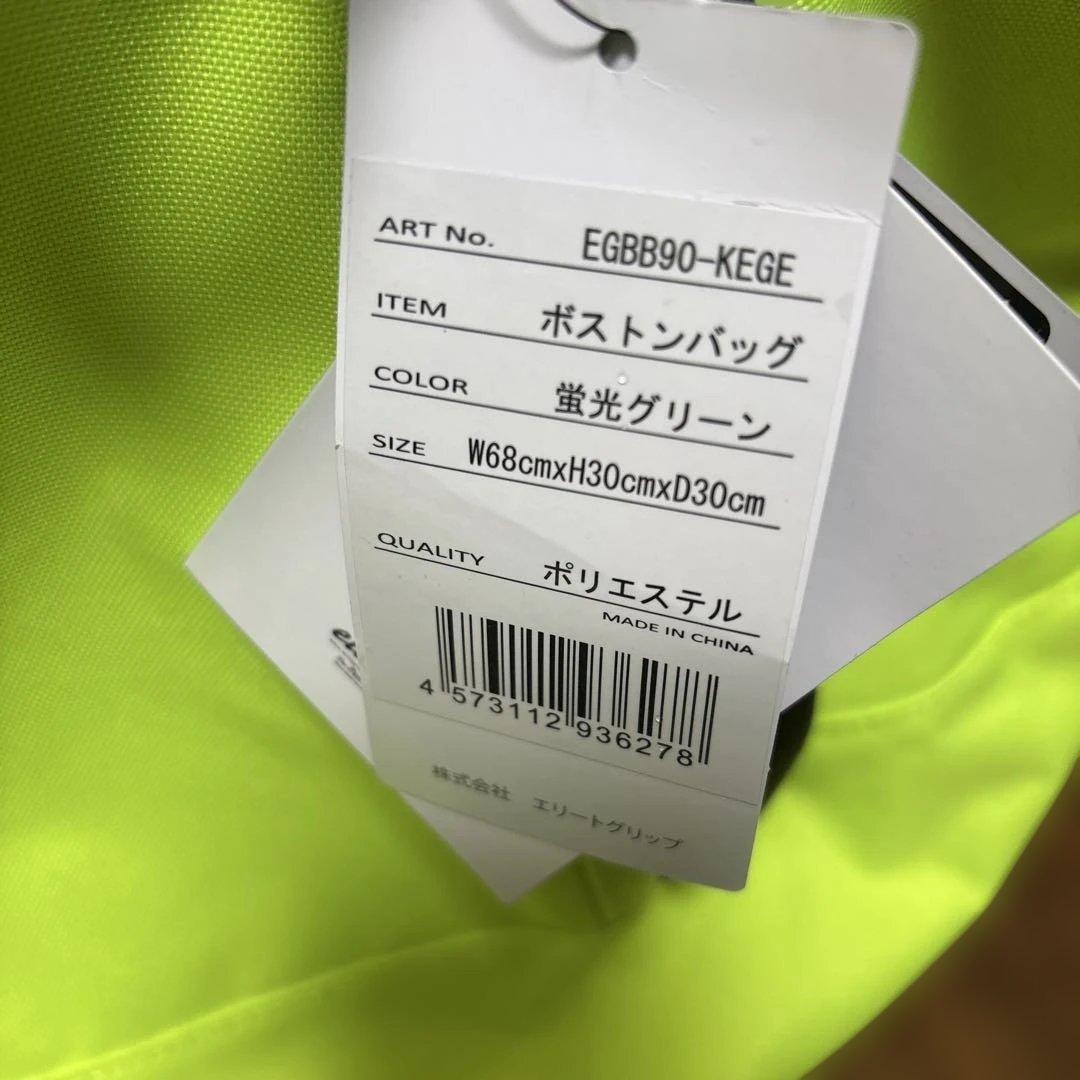 ART No. EGBB90-KEGE
ITEM ボストンバッグ
COLOR 蛍光グリーン
SIZE W68cmxH30cmxD30cm
QUALITY ポリエステル
MADE IN CHINA
4 573112 936278
株式会社 エリートグリップ